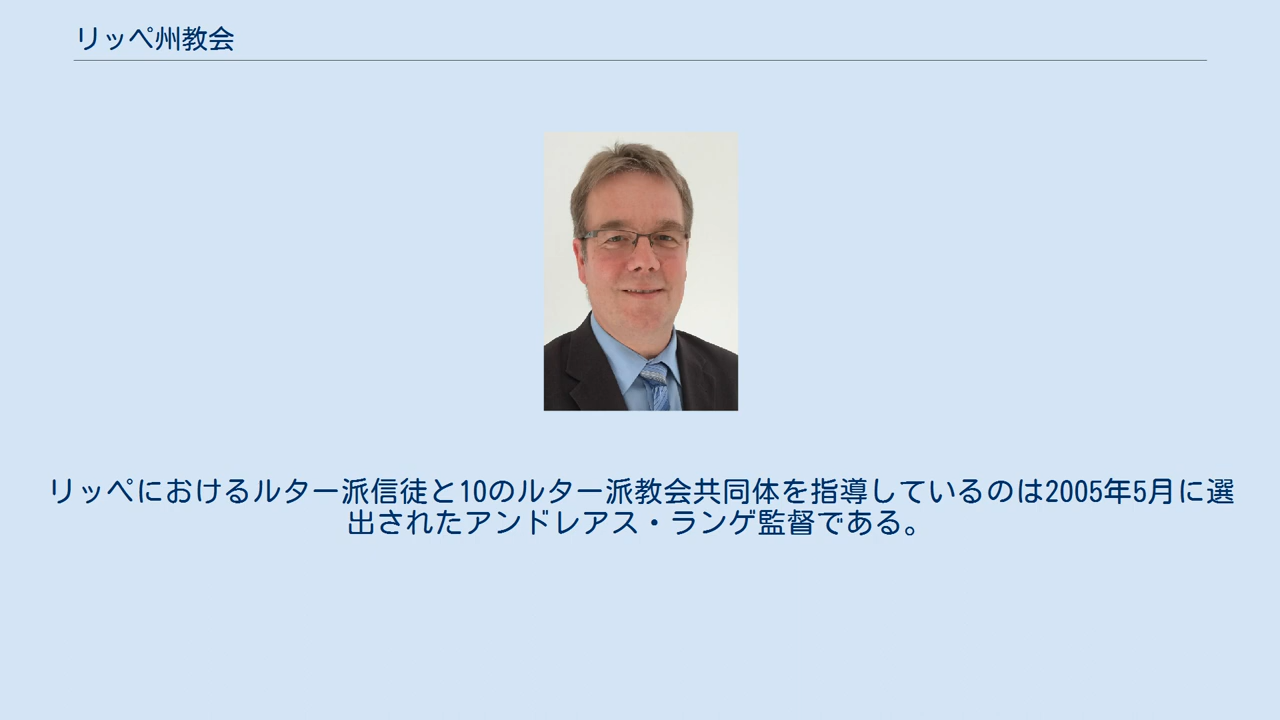 リッペ州教会
リッペにおけるルター派信徒と10のルター派教会共同体を指導しているのは2005年5月に選
出されたアンドレアス・ランゲ監督である。